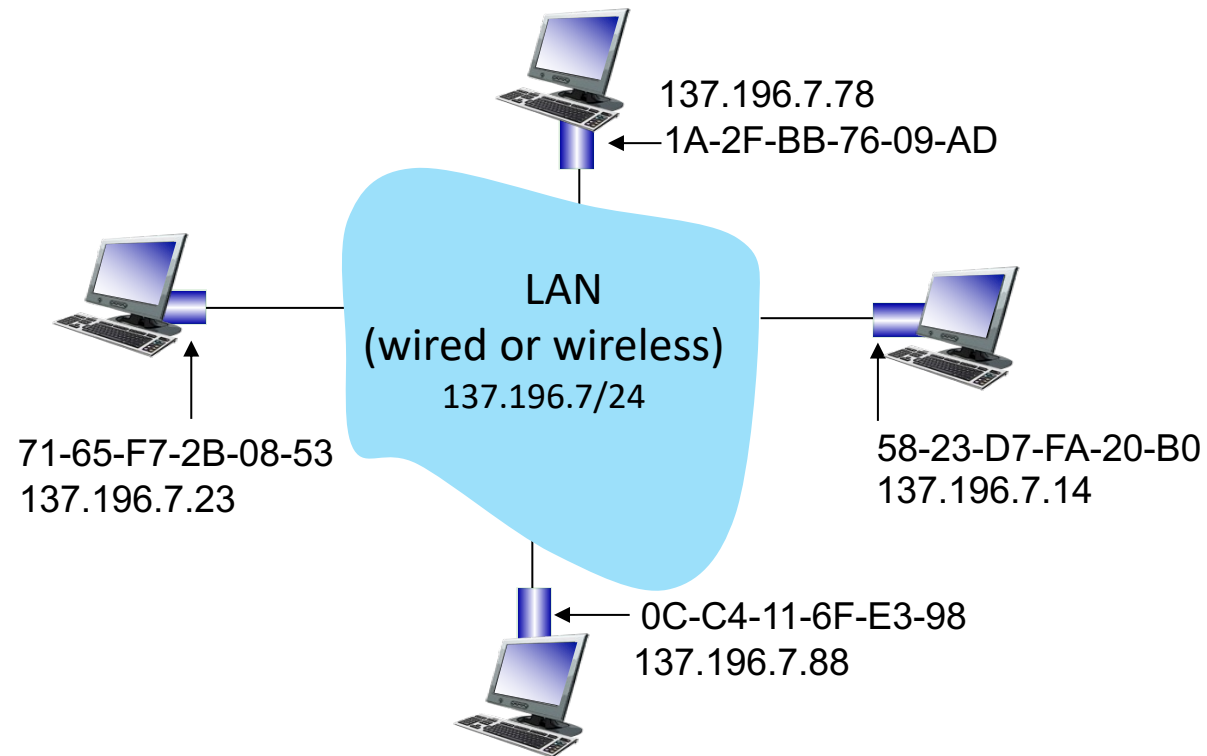 137.196.7.78
1A-2F-BB-76-09-AD
LAN
(wired or wireless)
137.196.7/24
71-65-F7-2B-08-53
137.196.7.23
58-23-D7-FA-20-B0
137.196.7.14
0C-C4-11-6F-E3-98
137.196.7.88